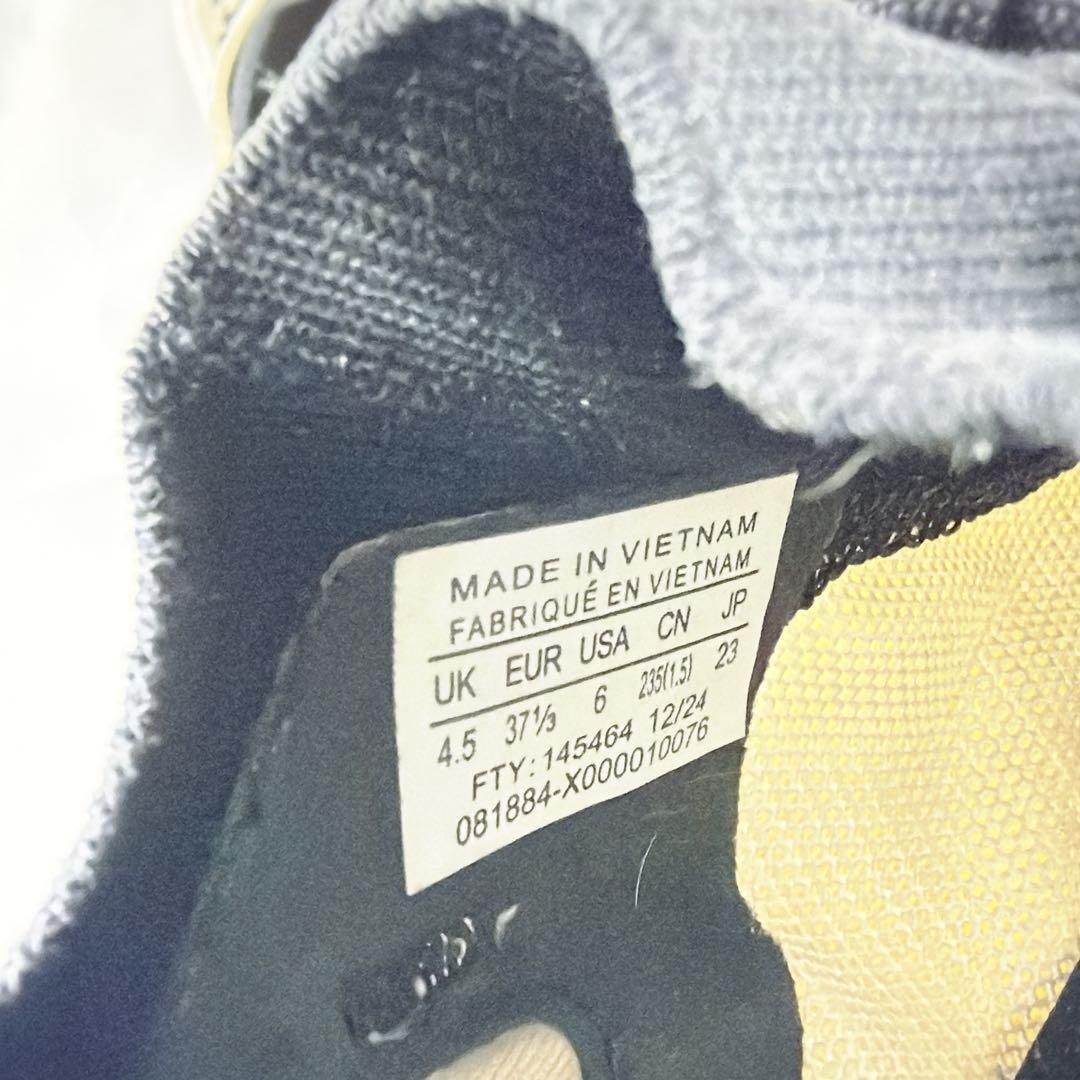 MADE IN VIETNAM
FABRIQUÉ EN VIETNAM
UK EUR USA CN JP
4.5 37⅓ 6 235(1.5) 23
FTY: 145464 12/24
081884-X000010076